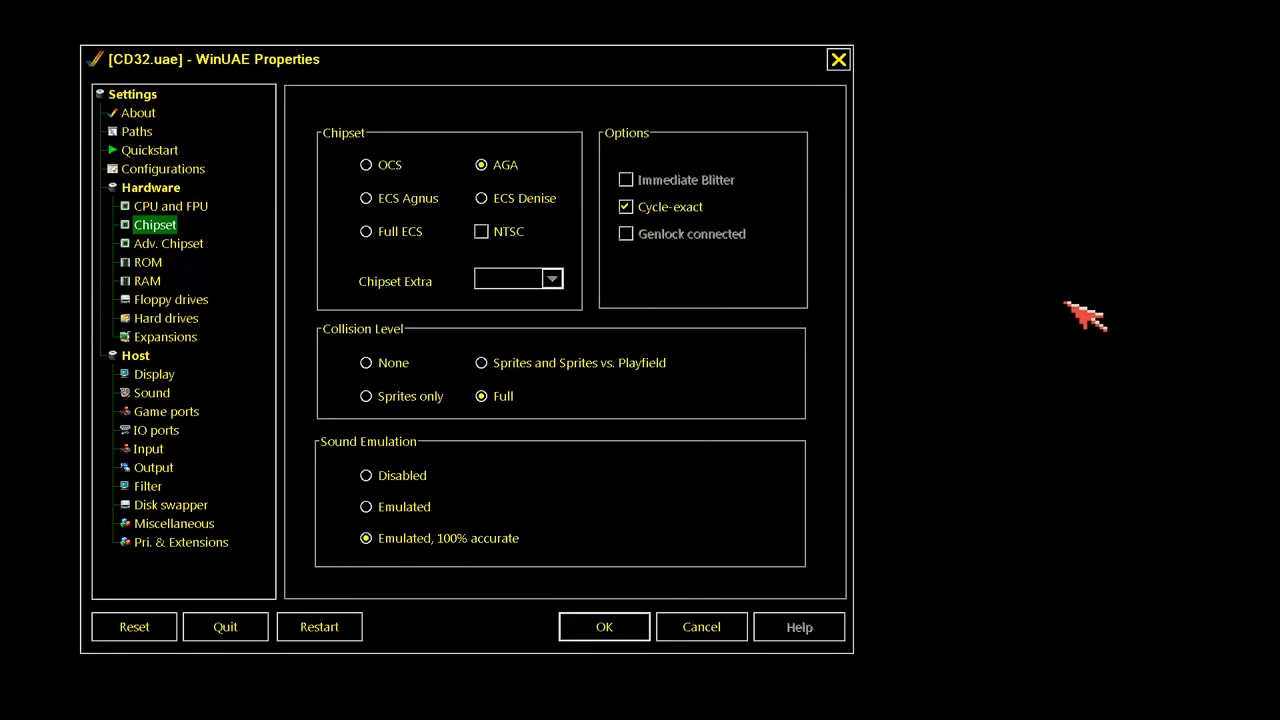 [CD32.uae] - WinUAE Properties
Settings
About
Paths
Quickstart
Configurations
Hardware
CPU and FPU
Chipset
Adv. Chipset
ROM
RAM
Floppy drives
Hard drives
Expansions
Host
Display
Sound
Game ports
IO ports
Input
Output
Filter
Disk swapper
Miscellaneous
Pri. & Extensions
Chipset
OCS
AGA
ECS Agnus
ECS Denise
Full ECS
NTSC
Chipset Extra
Options
Immediate Blitter
Cycle-exact
Genlock connected
Collision Level
None
Sprites and Sprites vs. Playfield
Sprites only
Full
Sound Emulation
Disabled
Emulated
Emulated, 100% accurate
Reset
Quit
Restart
OK
Cancel
Help